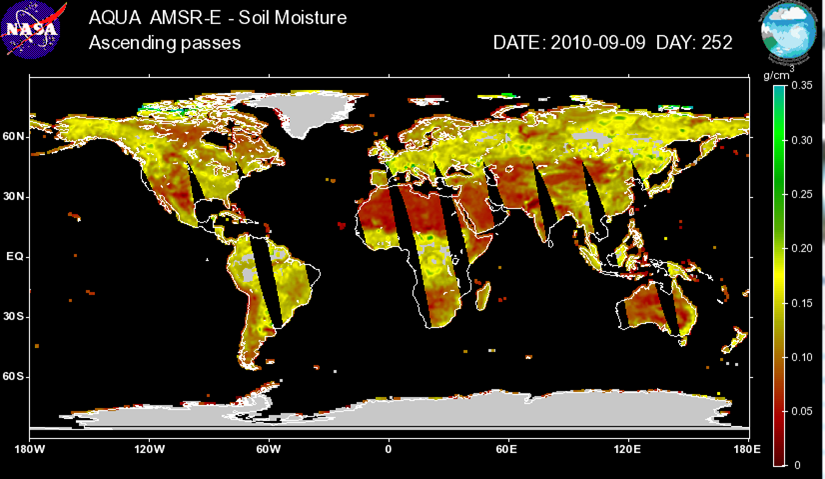 NASA
AQUA AMSR-E - Soil Moisture
Ascending passes
DATE: 2010-09-09 DAY: 252
g/cm3
0.35
0.30
0.25
0.20
0.15
0.10
0.05
0
60N
30N
EQ
30S
60S
180W 120W 60W 0 60E 120E 180E